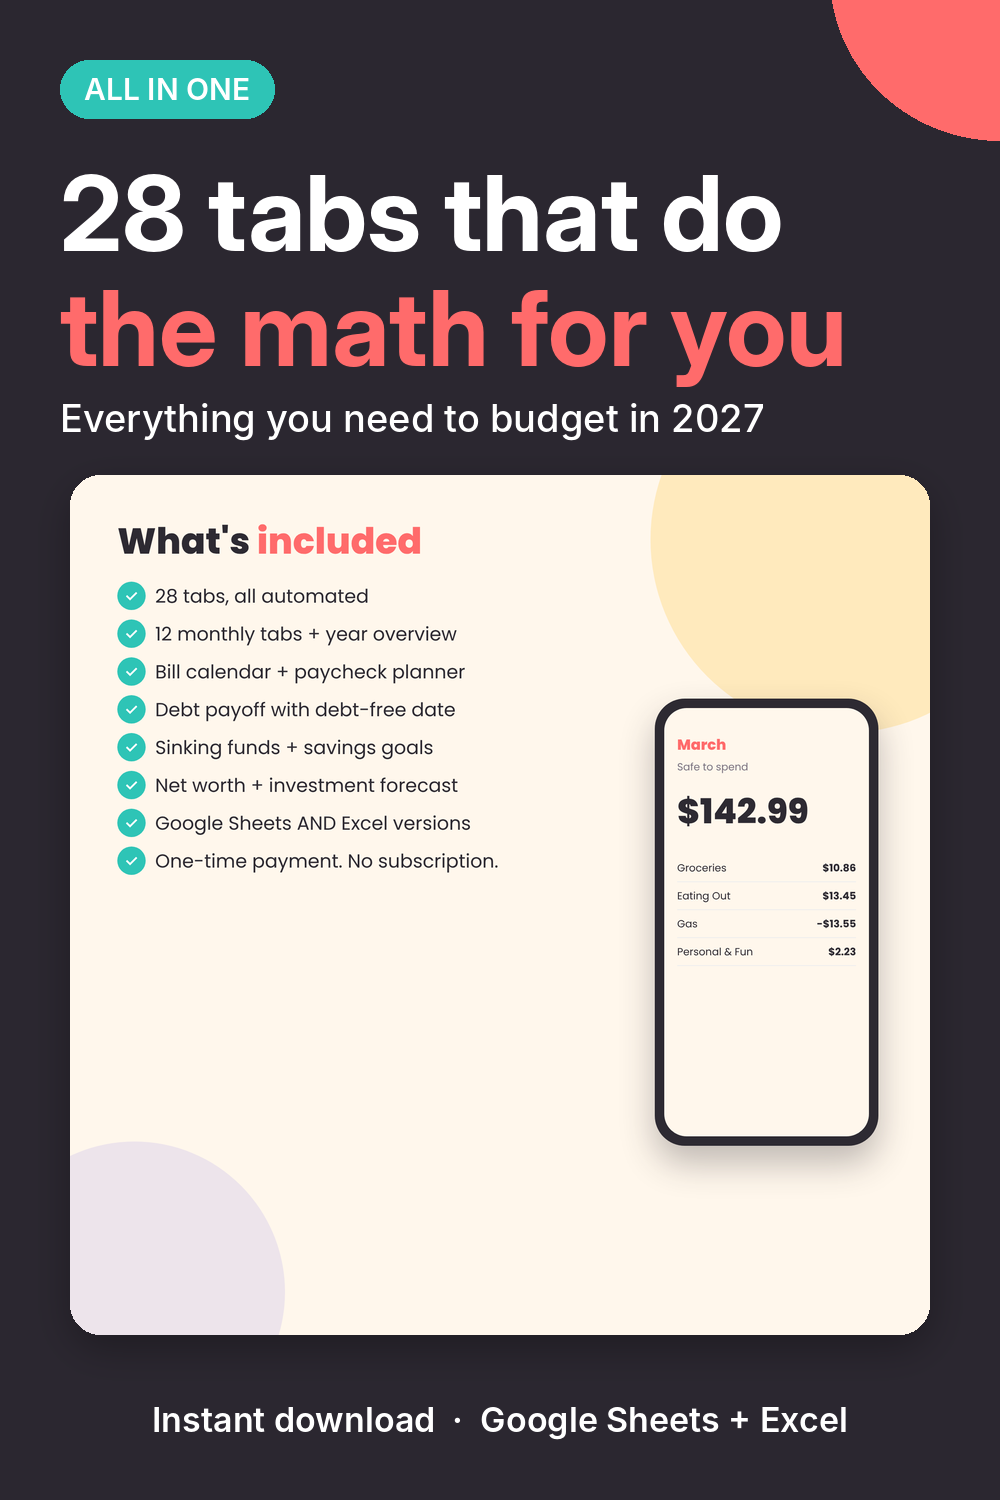 ALL IN ONE
28 tabs that do
the math for you
Everything you need to budget in 2027
What's included
28 tabs, all automated
12 monthly tabs + year overview
Bill calendar + paycheck planner
Debt payoff with debt-free date
Sinking funds + savings goals
Net worth + investment forecast
Google Sheets AND Excel versions
One-time payment. No subscription.
March
Safe to spend
$142.99
Groceries $10.86
Eating Out $13.45
Gas -$13.55
Personal & Fun $2.23
Instant download · Google Sheets + Excel